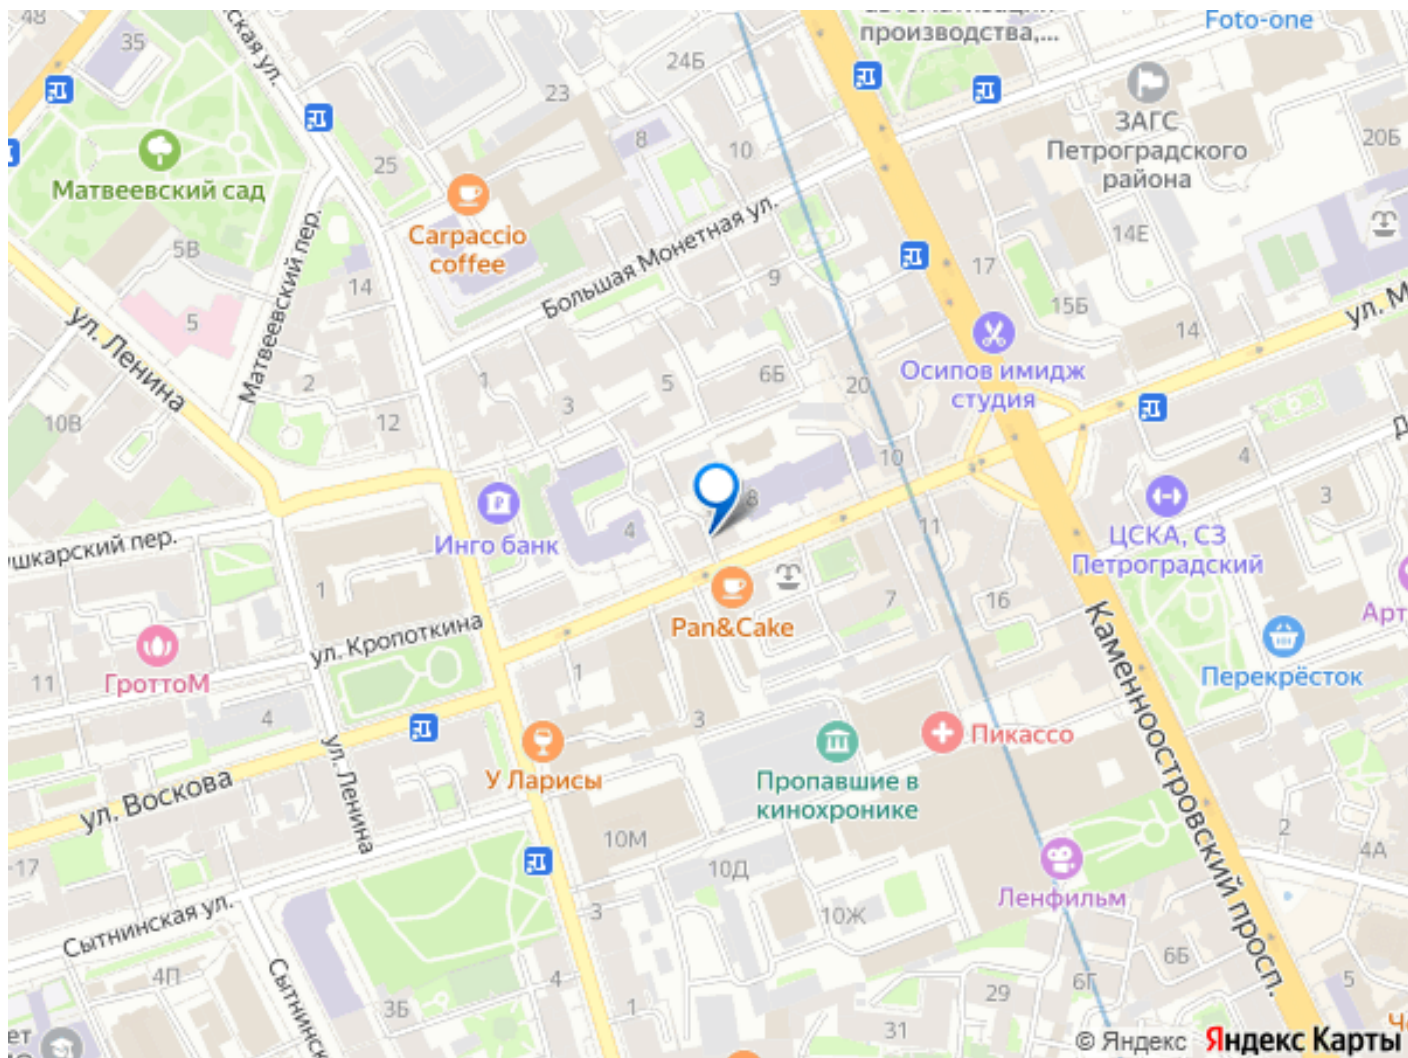 48
35
ская ул.
автоматизации
производства,...
Foto-one
24Б
23
8
10
25
ЗАГС
Петроградского
района
20Б
Матвеевский сад
Carpaccio
coffee
Большая Монетная ул.
5В
14Е
14
17
9
15Б
14
5
Матвеевский пер.
ул. Ленина
ул. М
Осипов имидж
студия
2
1
3
5
6Б
20
10В
12
10
4
3
Инго банк
4
8
11
ЦСКА, СЗ
Петроградский
ушкарский пер.
1
7
16
Pan&Cake
ул. Кропоткина
Арт
ГроттоМ
11
1
Перекрёсток
4
3
Каменноостровский просп.
Пикассо
У Ларисы
Пропавшие в
кинохронике
ул. Воскова
ул. Ленина
10М
10Д
2
4А
17
Ленфильм
Сытнинская ул.
3
10Ж
4П
Сытнинск
3Б
4
1
6Б
6Г
29
5
31
ет
© Яндекс
Яндекс Карты